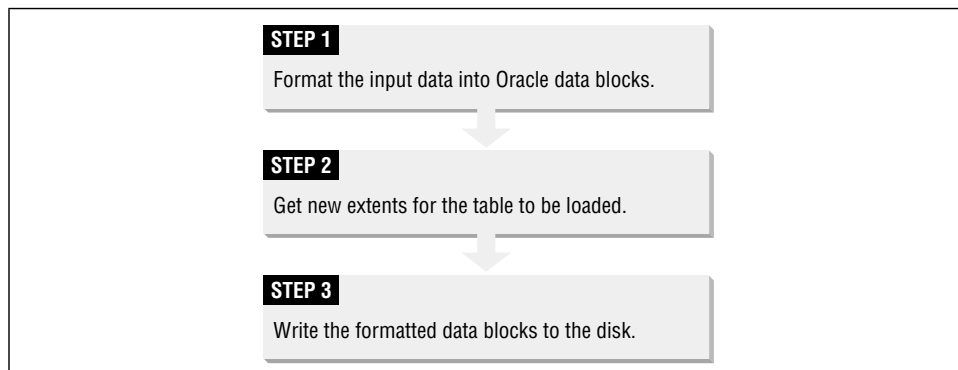 STEP 1
Format the input data into Oracle data blocks.
STEP 2
Get new extents for the table to be loaded.
STEP 3
Write the formatted data blocks to the disk.